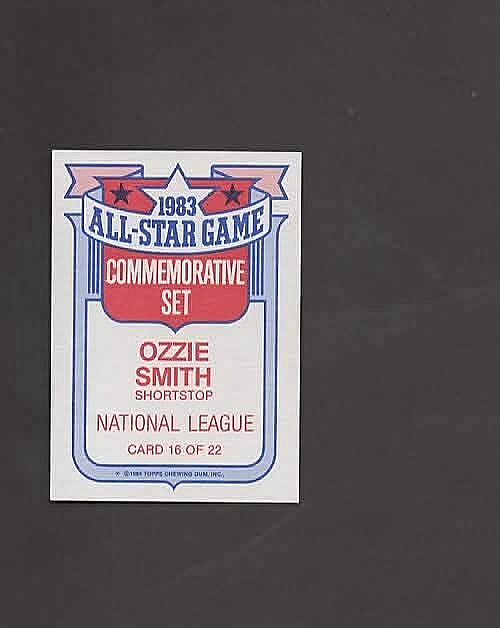 1983
ALL-STAR GAME
COMMEMORATIVE
SET
OZZIE
SMITH
SHORTSTOP
NATIONAL LEAGUE
CARD 16 OF 22
©1984 TOPPS CHEWING GUM, INC.,